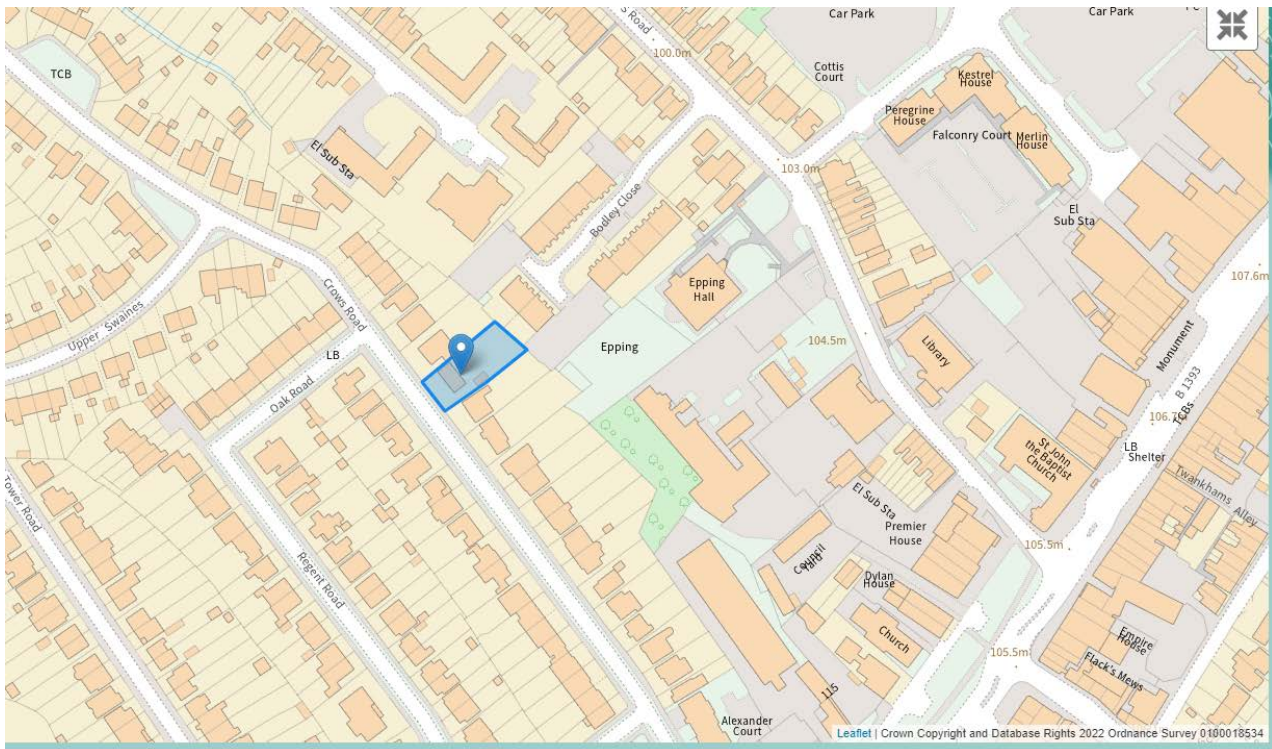 Car Park
Car Park
s Road
100.0m
TCB
Cottis
Court
Kestrel
House
Peregrine
House
Falconry Court
Merlin
House
El Sub Sta
103.0m
Bodley Close
El
Sub Sta
107.6m
Epping
Hall
Crows Road
Upper Swaines
Epping
104.5m
Library
Monument
B 1393
LB
Oak Road
TCBs
St John
the Baptist
Church
LB
Shelter
Twankhams Alley
Tower Road
El Sub Sta
Premier
House
Regent Road
Council
Yard
105.5m
Dylan
House
Church
Empire
House
105.5m
Flack's Mews
115
Alexander
Court
Leaflet | Crown Copyright and Database Rights 2022 Ordnance Survey 0100018534